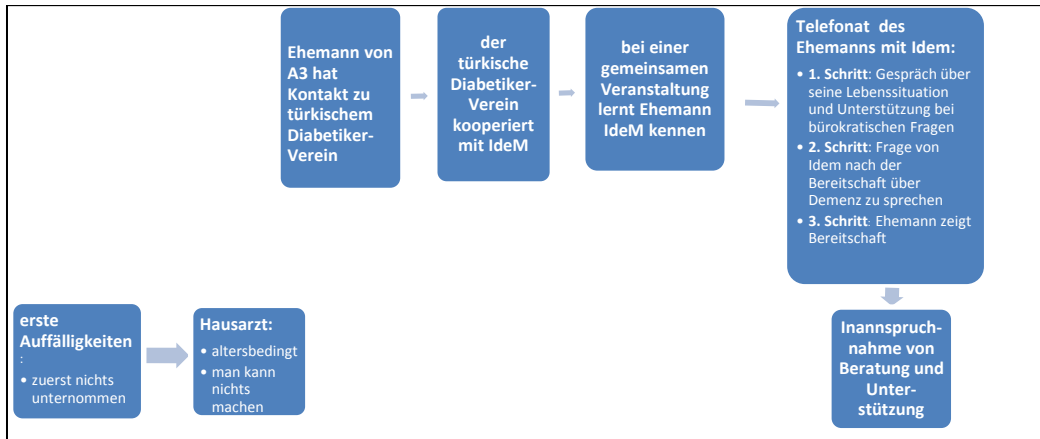 Ehemann von
A3 hat
Kontakt zu
türkischem
Diabetiker-
Verein
der
türkische
Diabetiker-
Verein
kooperiert
mit IdeM
bei einer
gemeinsamen
Veranstaltung
lernt Ehemann
IdeM kennen
Telefonat des
Ehemanns mit Idem:
• 1. Schritt: Gespräch über
seine Lebenssituation
und Unterstützung bei
bürokratischen Fragen
• 2. Schritt: Frage von
Idem nach der
Bereitschaft über
Demenz zu sprechen
• 3. Schritt: Ehemann zeigt
Bereitschaft
erste
Auffälligkeiten
:
• zuerst nichts
unternommen
Hausarzt:
• altersbedingt
• man kann
nichts
machen
Inanspruch-
nahme von
Beratung und
Unter-
stützung